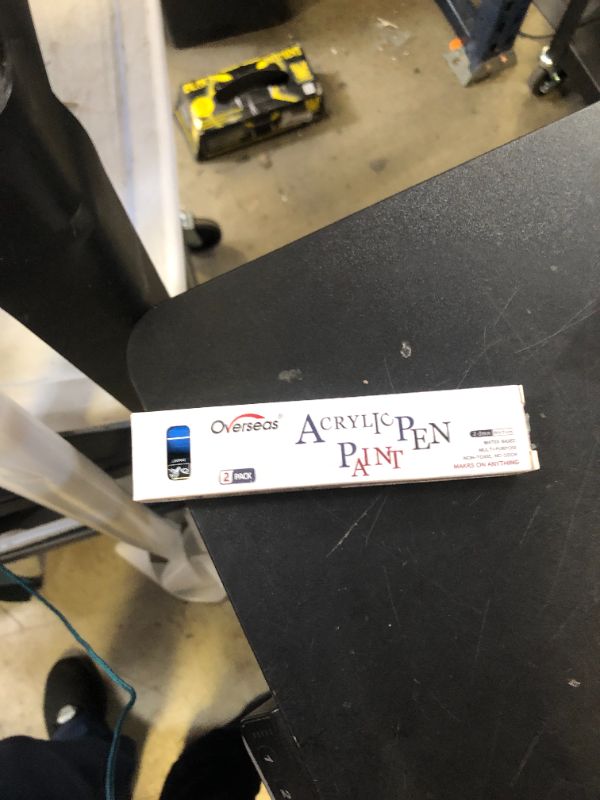 Overseas®
ACRYLIC PEN
PAINT
2 PACK
WATER BASED
MULTI-PURPOSE
NON-TOXIC, NO ODOR
MAKRS ON ANYTHING